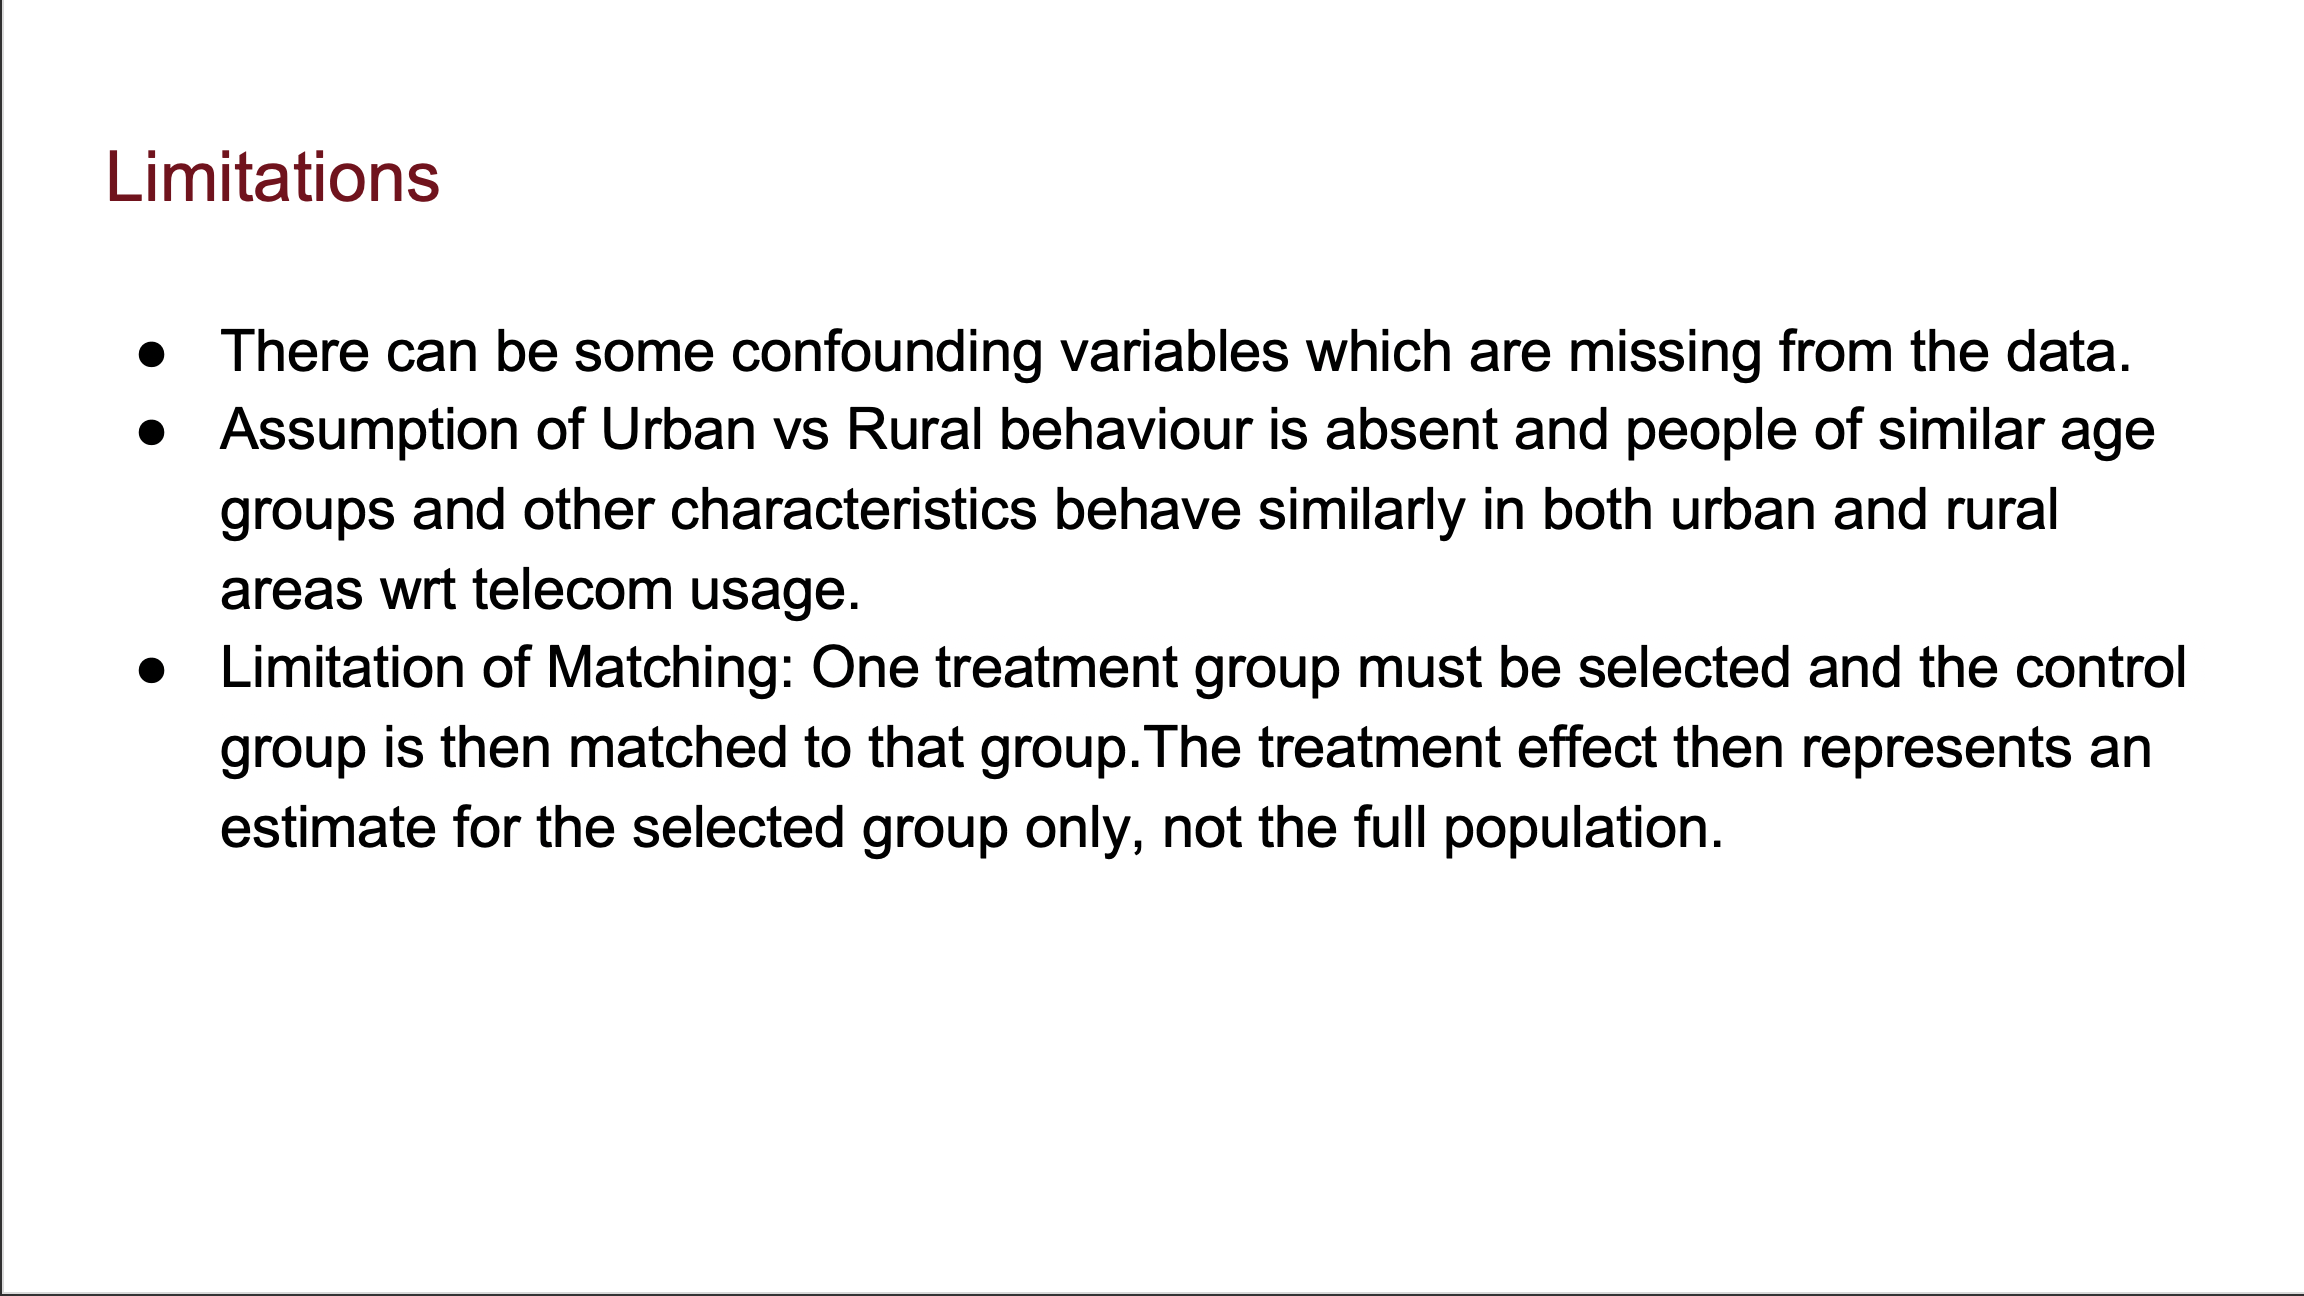 Limitations
● There can be some confounding variables which are missing from the data.
● Assumption of Urban vs Rural behaviour is absent and people of similar age
groups and other characteristics behave similarly in both urban and rural
areas wrt telecom usage.
● Limitation of Matching: One treatment group must be selected and the control
group is then matched to that group.The treatment effect then represents an
estimate for the selected group only, not the full population.